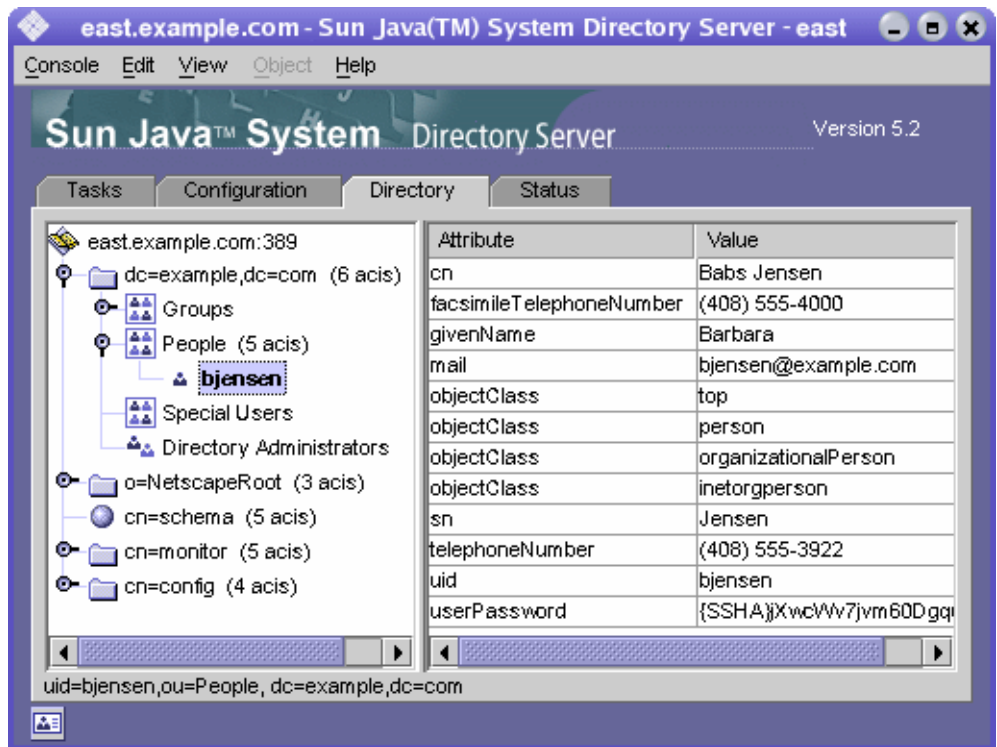 east.example.com - Sun Java(TM) System Directory Server - east
Console Edit View Object Help
Sun Java™ System Directory Server
Version 5.2
Tasks Configuration Directory Status
east.example.com:389
dc=example,dc=com (6 acis)
Groups
People (5 acis)
bjensen
Special Users
Directory Administrators
o=NetscapeRoot (3 acis)
cn=schema (5 acis)
cn=monitor (5 acis)
cn=config (4 acis)
Attribute Value
cn Babs Jensen
facsimileTelephoneNumber (408) 555-4000
givenName Barbara
mail bjensen@example.com
objectClass top
objectClass person
objectClass organizationalPerson
objectClass inetorgperson
sn Jensen
telephoneNumber (408) 555-3922
uid bjensen
userPassword
uid=bjensen,ou=People, dc=example,dc=com